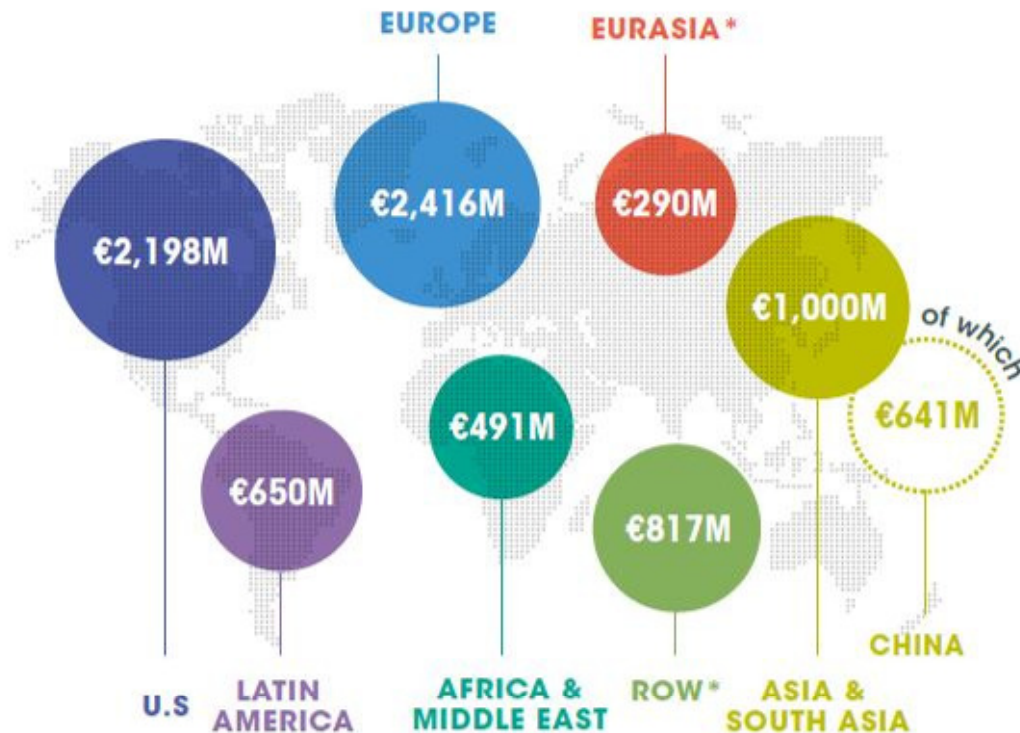 EUROPE
EURASIA*
€2,416M
€290M
€2,198M
€1,000M
of which
€641M
€491M
€650M
€817M
CHINA
U.S
LATIN
AMERICA
AFRICA &
MIDDLE EAST
ROW*
ASIA &
SOUTH ASIA